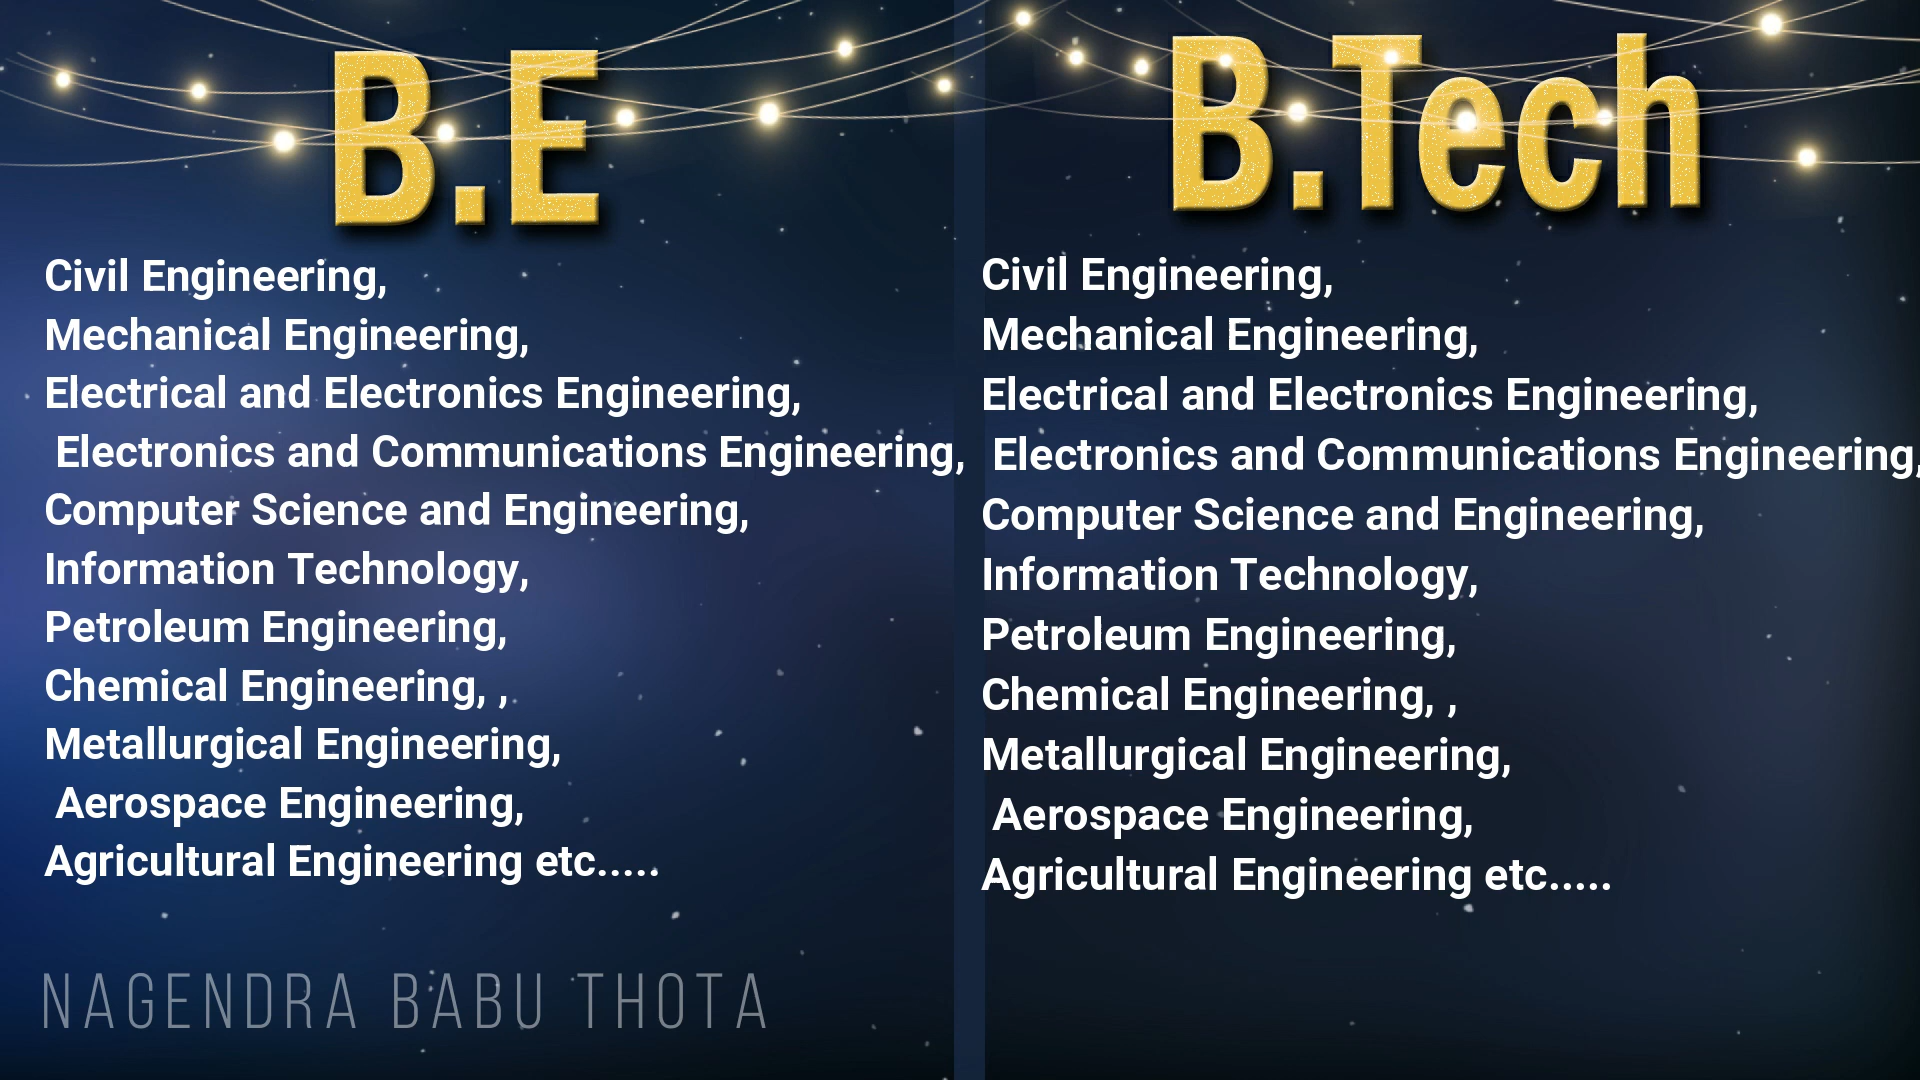 B.E
Civil Engineering,
Mechanical Engineering,
Electrical and Electronics Engineering,
Electronics and Communications Engineering,
Computer Science and Engineering,
Information Technology,
Petroleum Engineering,
Chemical Engineering, ,
Metallurgical Engineering,
Aerospace Engineering,
Agricultural Engineering etc.....
NAGENDRA BABU THOTA
B.Tech
Civil Engineering,
Mechanical Engineering,
Electrical and Electronics Engineering,
Electronics and Communications Engineering,
Computer Science and Engineering,
Information Technology,
Petroleum Engineering,
Chemical Engineering, ,
Metallurgical Engineering,
Aerospace Engineering,
Agricultural Engineering etc.....